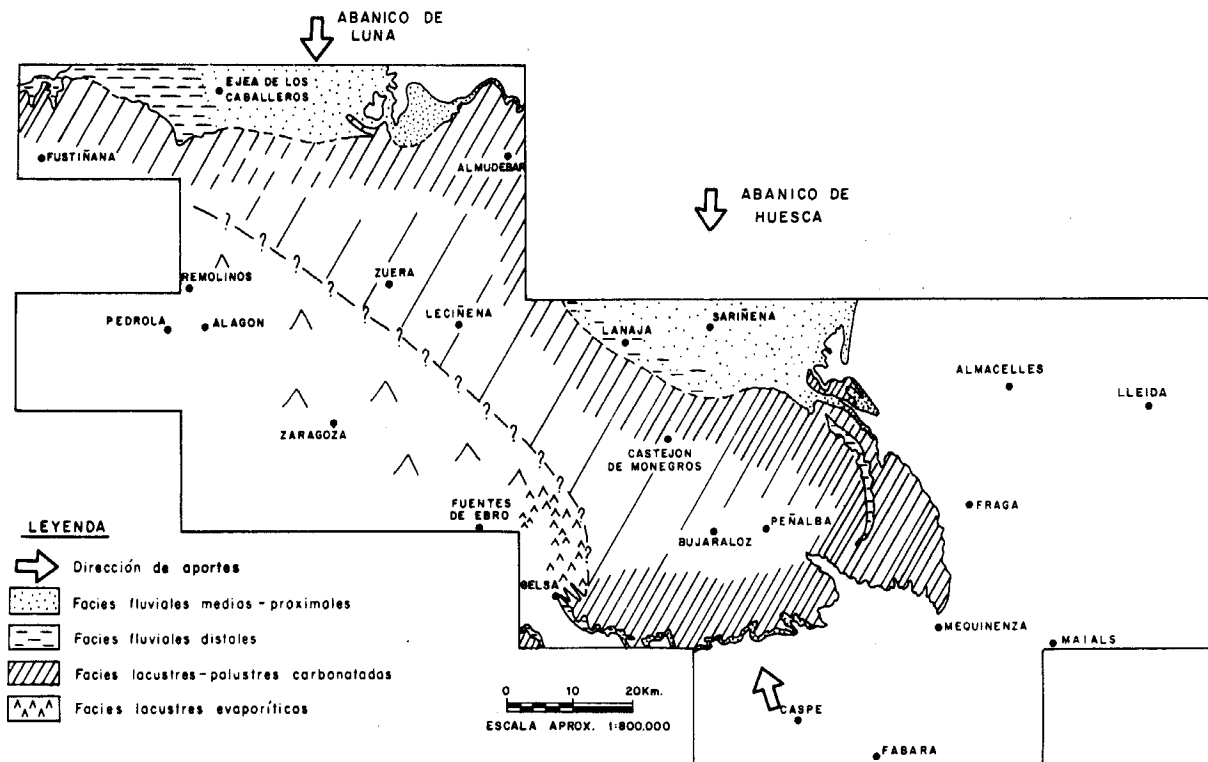 ABANICO DE
LUNA
EJEA DE LOS
CABALLEROS
FUSTIÑANA
ALMUDEBAR
ABANICO DE
HUESCA
?
?
?
REMOLINOS
ZUERA
?
PEDROLA
ALAGON
LECIÑENA
?
LANAJA
SARIÑENA
?
?
ALMACELLES
LLEIDA
?
ZARAGOZA
?
CASTEJON
DE MONEGROS
?
?
FUENTES
DE EBRO
BUJARALOZ
PEÑALBA
FRAGA
GELSA
MEQUINENZA
MAIALS
CASPE
FABARA
LEYENDA
Dirección de aportes
Facies fluviales medios-próximales
Facies fluviales distales
Facies lacustres-palustres carbonatadas
Facies lacustres evaporíticas
0 10 20Km.
ESCALA APROX. 1:800.000